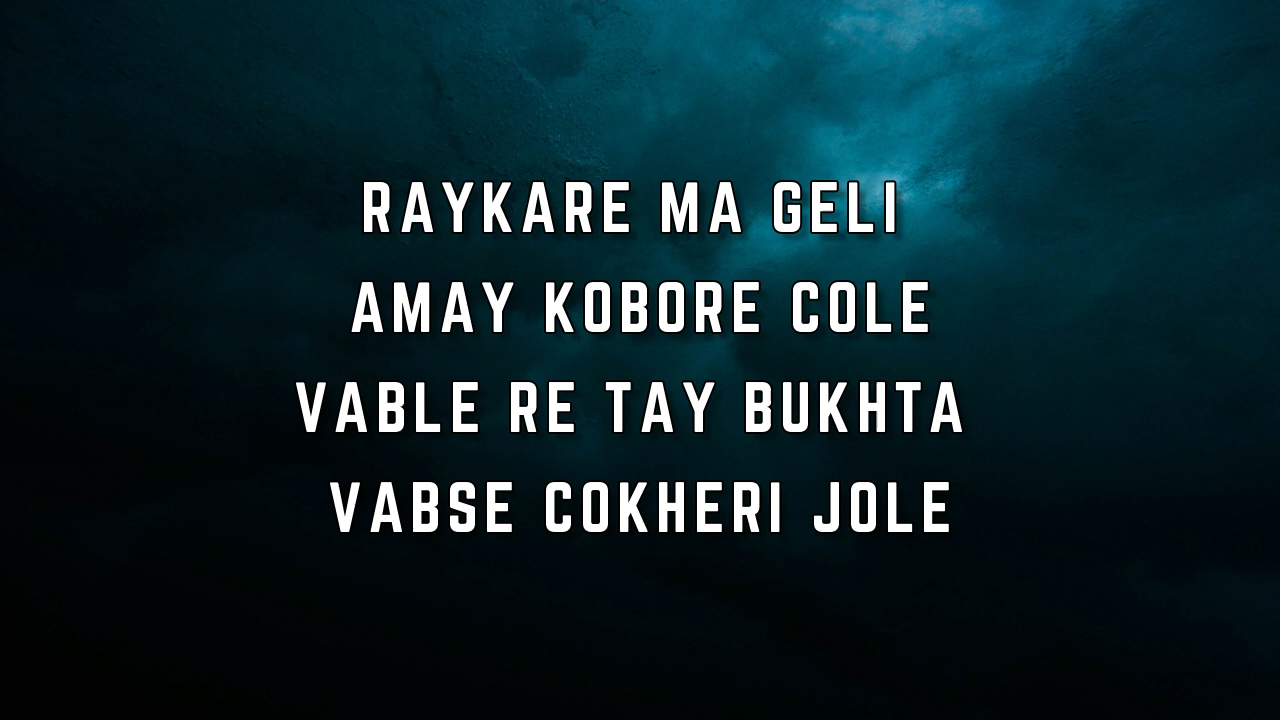 RAYKARE MA GELI
AMAY KOBORE COLE
VABLE RE TAY BUKHTA
VABSE COKHERI JOLE